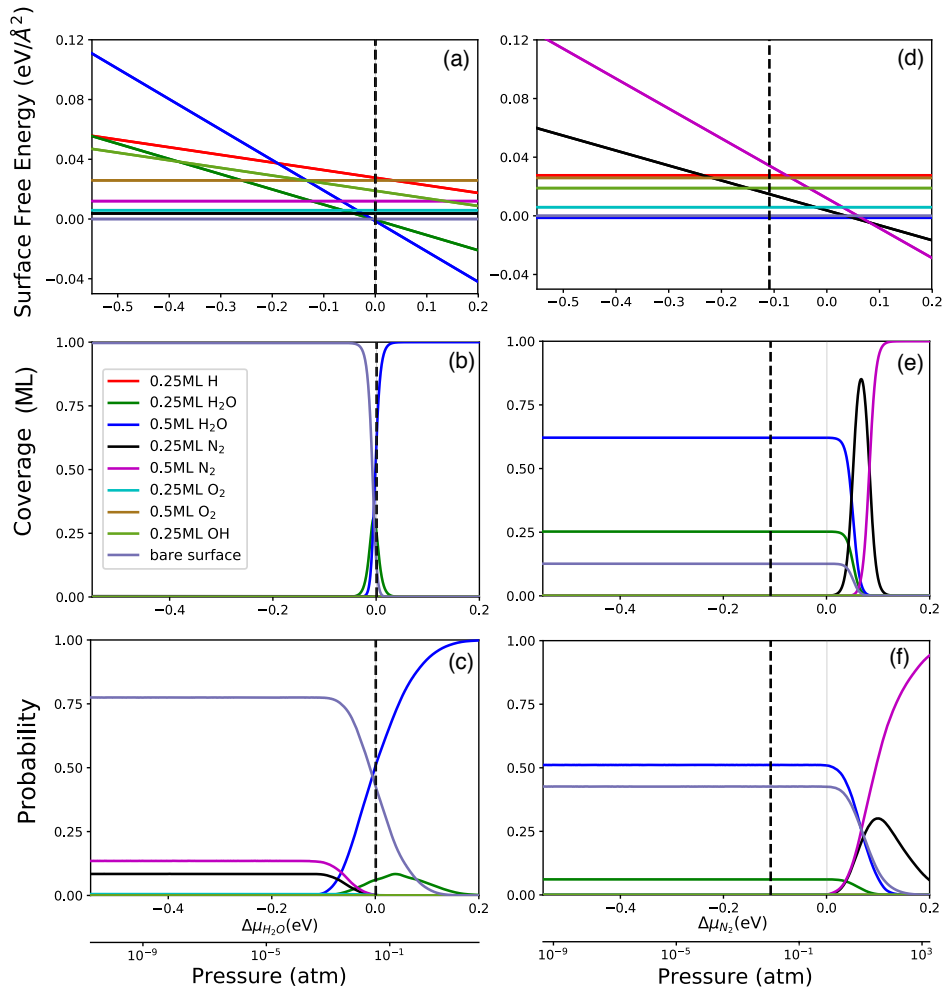 Surface Free Energy (eV/Å²)
0.12
0.08
0.04
0.00
−0.04
(a)
−0.5 −0.4 −0.3 −0.2 −0.1 0.0 0.1 0.2
0.12
0.08
0.04
0.00
−0.04
(d)
−0.5 −0.4 −0.3 −0.2 −0.1 0.0 0.1 0.2
Coverage (ML)
1.00
0.75
0.50
0.25
0.00
(b)
0.25ML H
0.25ML H₂O
0.5ML H₂O
0.25ML N₂
0.5ML N₂
0.25ML O₂
0.5ML O₂
0.25ML OH
bare surface
−0.4 −0.2 0.0 0.2
1.00
0.75
0.50
0.25
0.00
(e)
−0.4 −0.2 0.0 0.2
Probability
1.00
0.75
0.50
0.25
0.00
(c)
−0.4 −0.2 0.0 0.2
Δμ_H₂O(eV)
10⁻⁹ 10⁻⁵ 10⁻¹
Pressure (atm)
1.00
0.75
0.50
0.25
0.00
(f)
−0.4 −0.2 0.0 0.2
Δμ_N₂(eV)
10⁻⁹ 10⁻⁵ 10⁻¹ 10³
Pressure (atm)